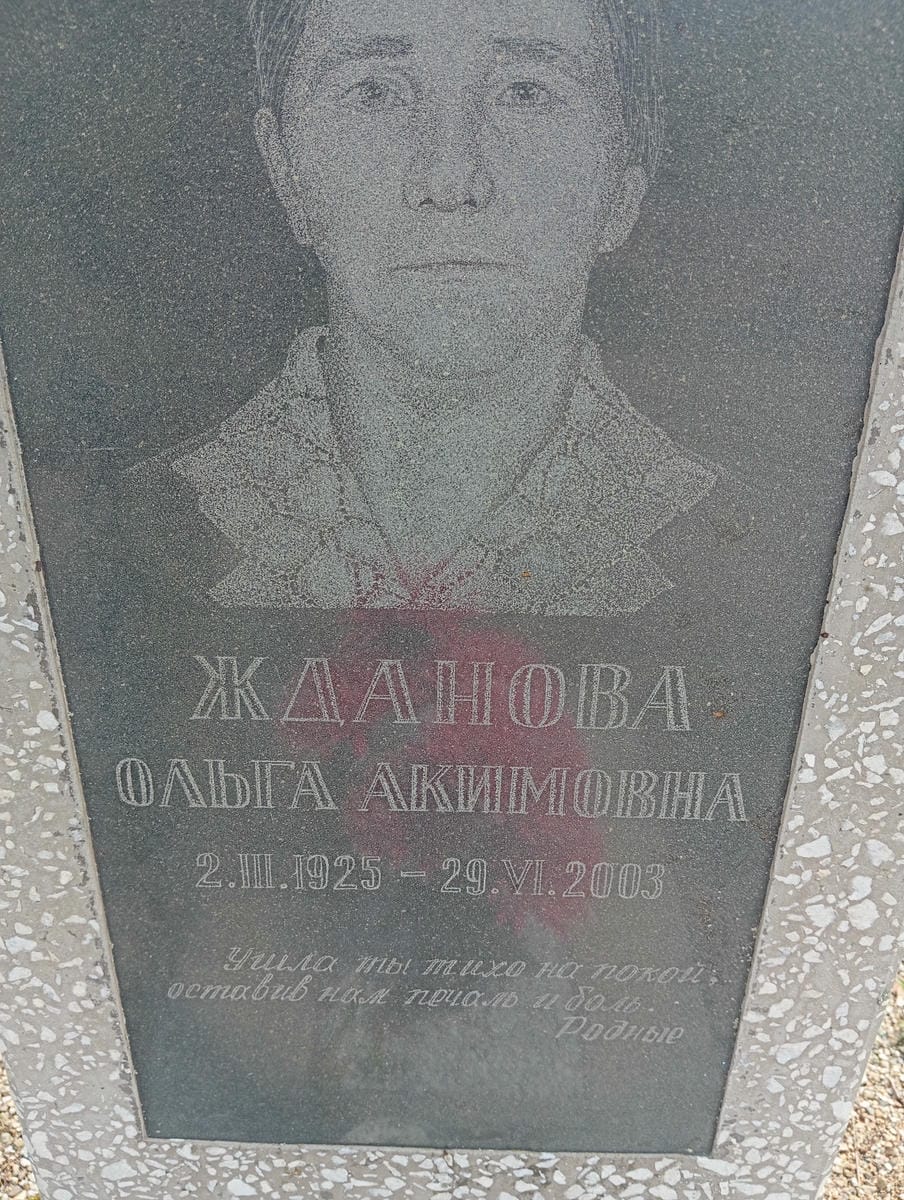 ЖДАНОВА
ОЛЬГА АКИМОВНА
2.III.1925 – 29.VI.2003
Ушла ты тихо на покой,
оставив нам печаль и боль.
Родные